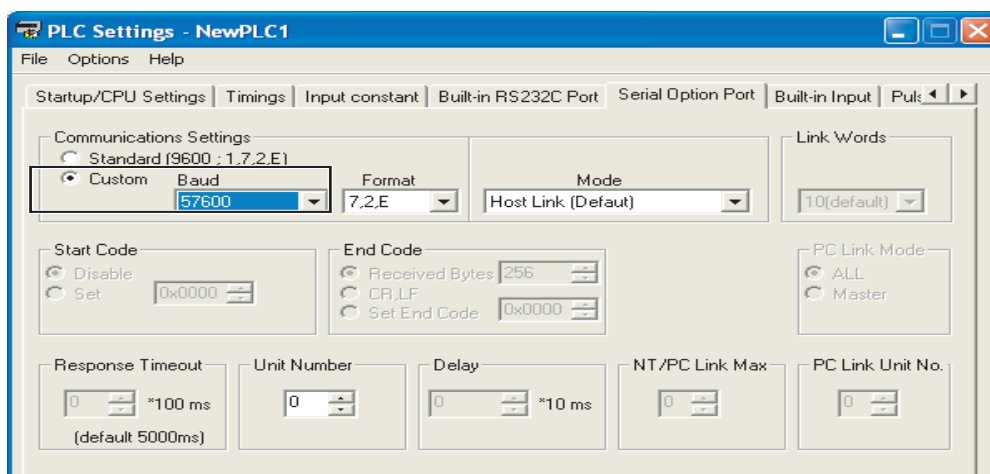 PLC Settings - NewPLC1
File Options Help
Startup/CPU Settings Timings Input constant Built-in RS232C Port Serial Option Port Built-in Input Puls
Communications Settings
Link Words
Standard (9600 ; 1,7,2,E)
Custom Baud Format Mode
57600 7,2,E Host Link (Defaut) 10(default)
Start Code End Code PC Link Mode
Disable Received Bytes 256 ALL
Set 0x0000 CR,LF Master
Set End Code 0x0000
Response Timeout Unit Number Delay NT/PC Link Max PC Link Unit No.
0 *100 ms 0 0 *10 ms 0 0
(default 5000ms)